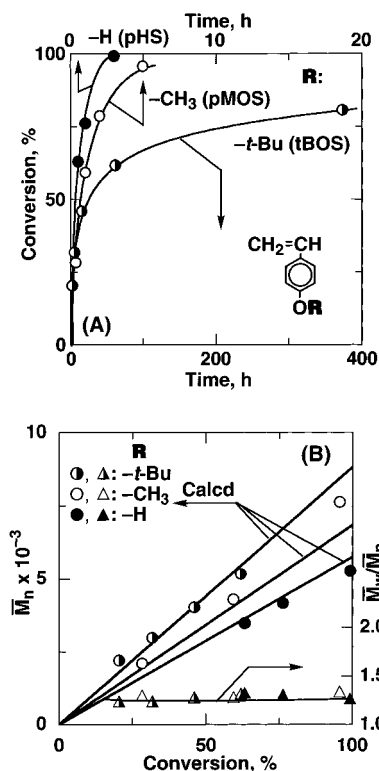 Time, h
0 10 20
–H (pHS)
R:
–CH₃ (pMOS)
–t-Bu (tBOS)
CH₂=CH
OR
Conversion, %
100
50
0
(A)
0 200 400
Time, h
(B)
R
, : –t-Bu
, : –CH₃
, : –H
Calcd
M̄n x 10⁻³
10
5
0
M̄w/M̄n
2.0
1.5
1.0
0 50 100
Conversion, %